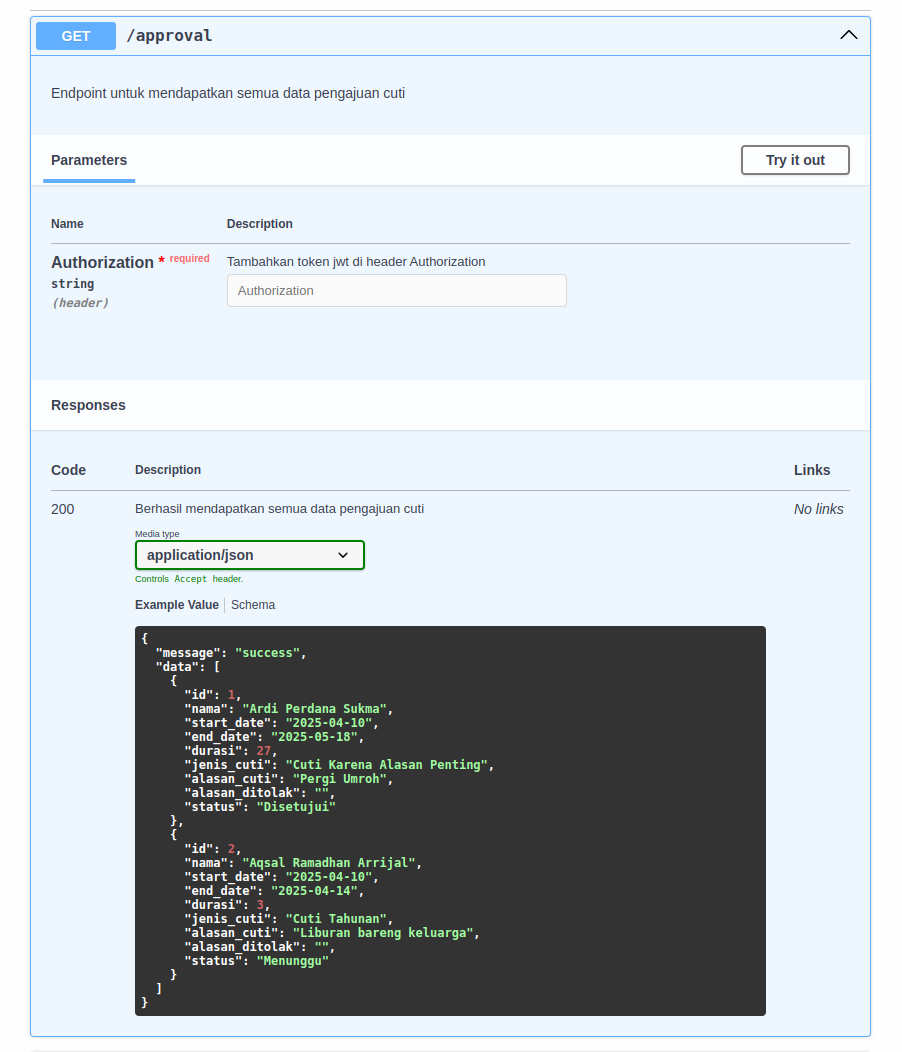 GET /approval
Endpoint untuk mendapatkan semua data pengajuan cuti
Parameters
Try it out
Name Description
Authorization * required
string
(header)
Tambahkan token jwt di header Authorization
Authorization
Responses
Code Description Links
200 Berhasil mendapatkan semua data pengajuan cuti No links
Media type
application/json
Controls Accept header.
Example Value Schema
{
  "message": "success",
  "data": [
    {
      "id": 1,
      "nama": "Ardi Perdana Sukma",
      "start_date": "2025-04-10",
      "end_date": "2025-05-18",
      "durasi": 27,
      "jenis_cuti": "Cuti Karena Alasan Penting",
      "alasan_cuti": "Pergi Umroh",
      "alasan_ditolak": "",
      "status": "Disetujui"
    },
    {
      "id": 2,
      "nama": "Aqsal Ramadhan Arrijal",
      "start_date": "2025-04-10",
      "end_date": "2025-04-14",
      "durasi": 3,
      "jenis_cuti": "Cuti Tahunan",
      "alasan_cuti": "Liburan bareng keluarga",
      "alasan_ditolak": "",
      "status": "Menunggu"
    }
  ]
}